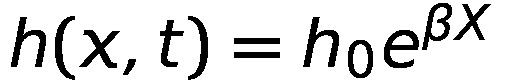 h(x, t) = h₀e^{βX}